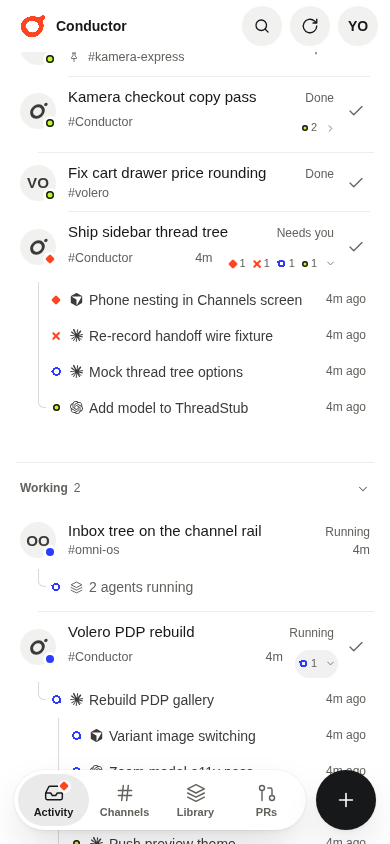 Conductor
YO
#kamera-express
Kamera checkout copy pass
Done
#Conductor
2
VO
Fix cart drawer price rounding
Done
#volero
Ship sidebar thread tree
Needs you
#Conductor
4m
1 1 1 1
Phone nesting in Channels screen 4m ago
Re-record handoff wire fixture 4m ago
Mock thread tree options 4m ago
Add model to ThreadStub 4m ago
Working 2
OO
Inbox tree on the channel rail
Running
#omni-os
4m
2 agents running
Volero PDP rebuild
Running
#Conductor
4m
1
Rebuild PDP gallery 4m ago
Variant image switching 4m ago
4m ago
Activity Channels Library PRs
Push preview theme 4m ago